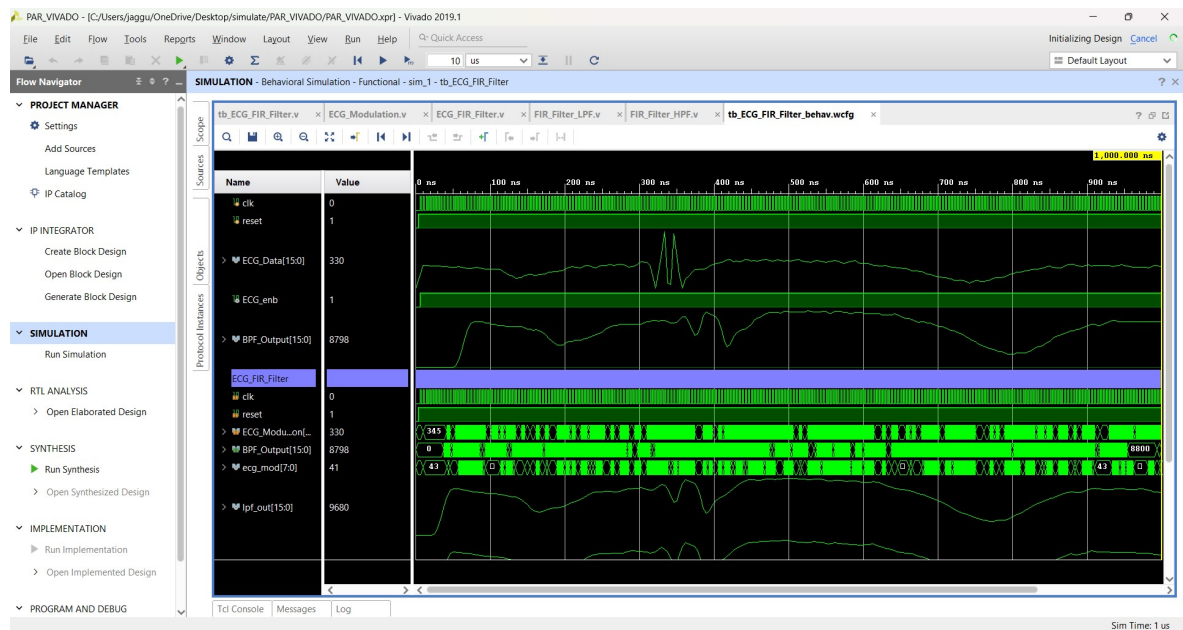 PAR_VIVADO - [C:/Users/jaggu/OneDrive/Desktop/simulate/PAR_VIVADO/PAR_VIVADO.xpr] - Vivado 2019.1
File Edit Flow Tools Reports Window Layout View Run Help Q- Quick Access
Initializing Design Cancel
10 us
Default Layout
Flow Navigator
SIMULATION - Behavioral Simulation - Functional - sim_1 - tb_ECG_FIR_Filter
PROJECT MANAGER
Settings
Add Sources
Language Templates
IP Catalog
IP INTEGRATOR
Create Block Design
Open Block Design
Generate Block Design
SIMULATION
Run Simulation
RTL ANALYSIS
Open Elaborated Design
SYNTHESIS
Run Synthesis
Open Synthesized Design
IMPLEMENTATION
Run Implementation
Open Implemented Design
PROGRAM AND DEBUG
Scope
Sources
Objects
Protocol Instances
tb_ECG_FIR_Filter.v ECG_Modulation.v ECG_FIR_Filter.v FIR_Filter_LPF.v FIR_Filter_HPF.v tb_ECG_FIR_Filter_behav.wcfg
1,000.000 ns
Name Value 0 ns 100 ns 200 ns 300 ns 400 ns 500 ns 600 ns 700 ns 800 ns 900 ns
clk 0
reset 1
ECG_Data[15:0] 330
ECG_enb 1
BPF_Output[15:0] 8798
ECG_FIR_Filter
clk 0
reset 1
ECG_Modu...on[... 330 345
BPF_Output[15:0] 8798 0 8800
ecg_mod[7:0] 41 43 43
lpf_out[15:0] 9680
Tcl Console Messages Log
Sim Time: 1 us